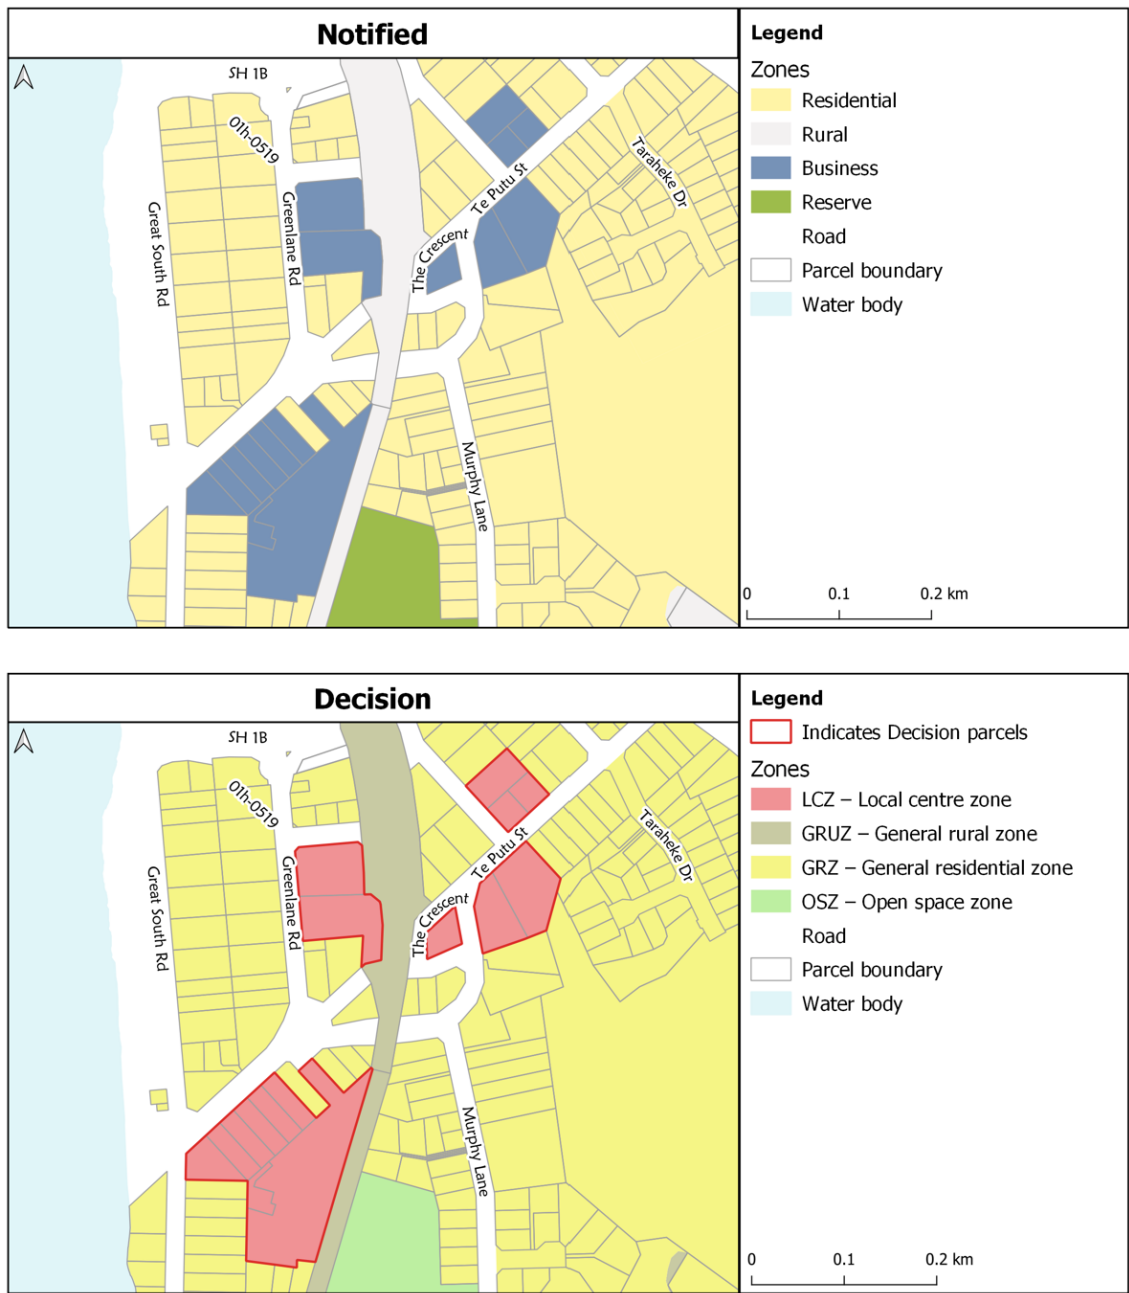 Notified
SH 1B
01h-0519
Great South Rd
Greenlane Rd
The Crescent
Te Putu St
Taraheke Dr
Murphy Lane
Legend
Zones
Residential
Rural
Business
Reserve
Road
Parcel boundary
Water body
0 0.1 0.2 km
Decision
SH 1B
01h-0519
Great South Rd
Greenlane Rd
The Crescent
Te Putu St
Taraheke Dr
Murphy Lane
Legend
Indicates Decision parcels
Zones
LCZ – Local centre zone
GRUZ – General rural zone
GRZ – General residential zone
OSZ – Open space zone
Road
Parcel boundary
Water body
0 0.1 0.2 km